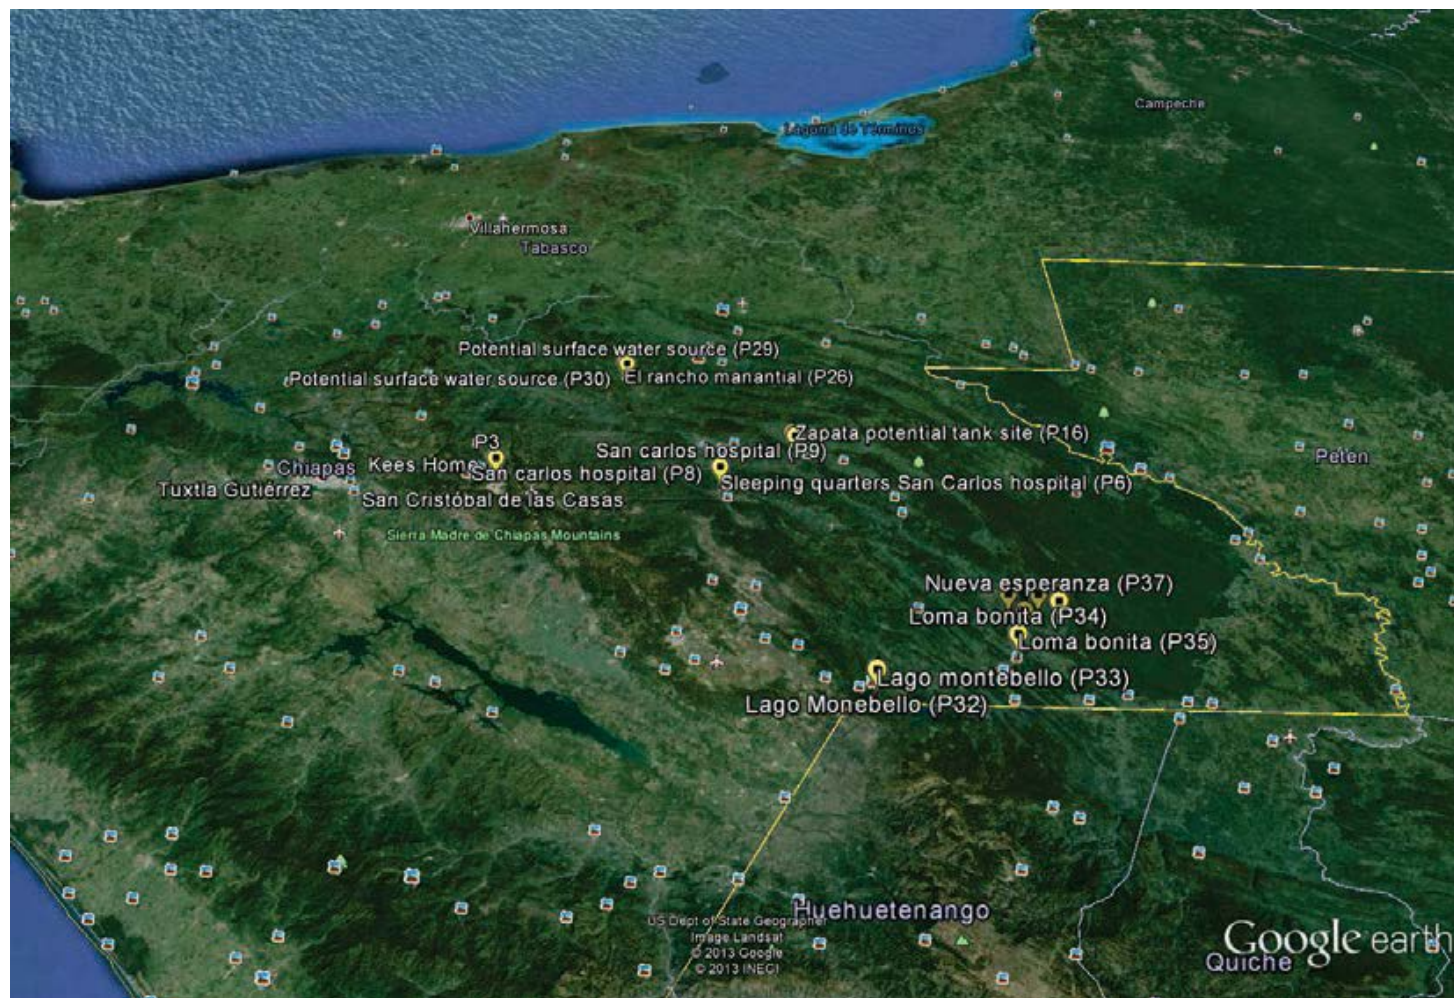 Campeche
Laguna de Términos
Villahermosa
Tabasco
Potential surface water source (P29)
Potential surface water source (P30)
El rancho manantial (P26)
Zapata potential tank site (P16)
P3
San carlos hospital (P9)
Petén
Chiapas
Kees Home
San carlos hospital (P8)
Sleeping quarters San Carlos hospital (P6)
Tuxtla Gutiérrez
San Cristóbal de las Casas
Sierra Madre de Chiapas Mountains
Nueva esperanza (P37)
Loma bonita (P34)
Loma bonita (P35)
Lago montebello (P33)
Lago Monebello (P32)
Huehuetenango
US Dept of State Geographer
Image Landsat
© 2013 Google
© 2013 INEGI
Google earth
Quiche